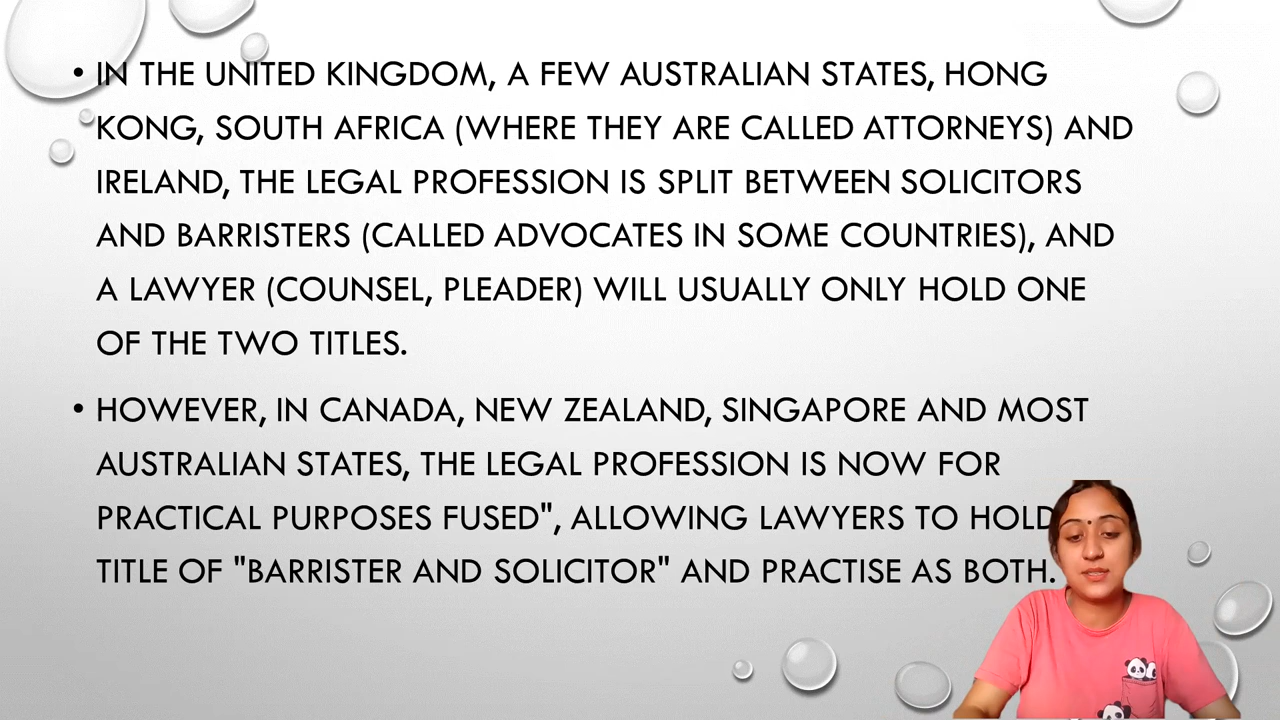 • IN THE UNITED KINGDOM, A FEW AUSTRALIAN STATES, HONG
KONG, SOUTH AFRICA (WHERE THEY ARE CALLED ATTORNEYS) AND
IRELAND, THE LEGAL PROFESSION IS SPLIT BETWEEN SOLICITORS
AND BARRISTERS (CALLED ADVOCATES IN SOME COUNTRIES), AND
A LAWYER (COUNSEL, PLEADER) WILL USUALLY ONLY HOLD ONE
OF THE TWO TITLES.
• HOWEVER, IN CANADA, NEW ZEALAND, SINGAPORE AND MOST
AUSTRALIAN STATES, THE LEGAL PROFESSION IS NOW FOR
PRACTICAL PURPOSES FUSED", ALLOWING LAWYERS TO HOLD
TITLE OF "BARRISTER AND SOLICITOR" AND PRACTISE AS BOTH.